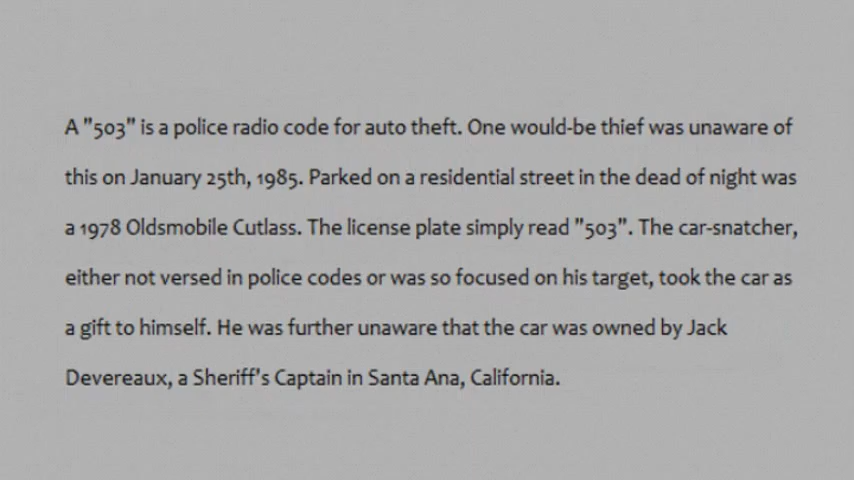 A "503" is a police radio code for auto theft. One would-be thief was unaware of
this on January 25th, 1985. Parked on a residential street in the dead of night was
a 1978 Oldsmobile Cutlass. The license plate simply read "503". The car-snatcher,
either not versed in police codes or was so focused on his target, took the car as
a gift to himself. He was further unaware that the car was owned by Jack
Devereaux, a Sheriff's Captain in Santa Ana, California.